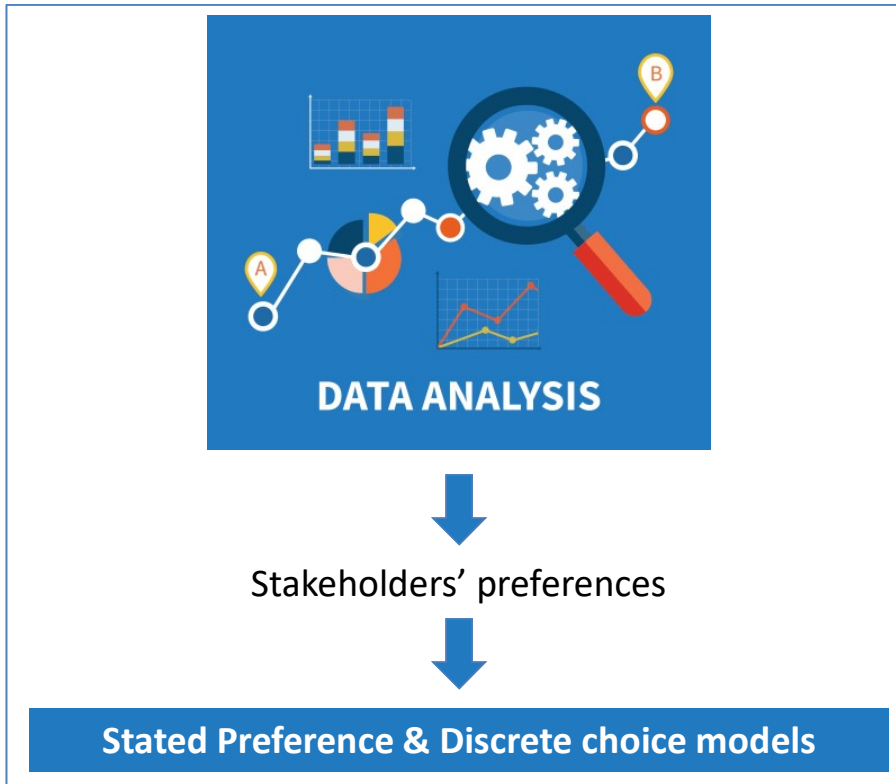 B
A
DATA ANALYSIS
Stakeholders’ preferences
Stated Preference & Discrete choice models